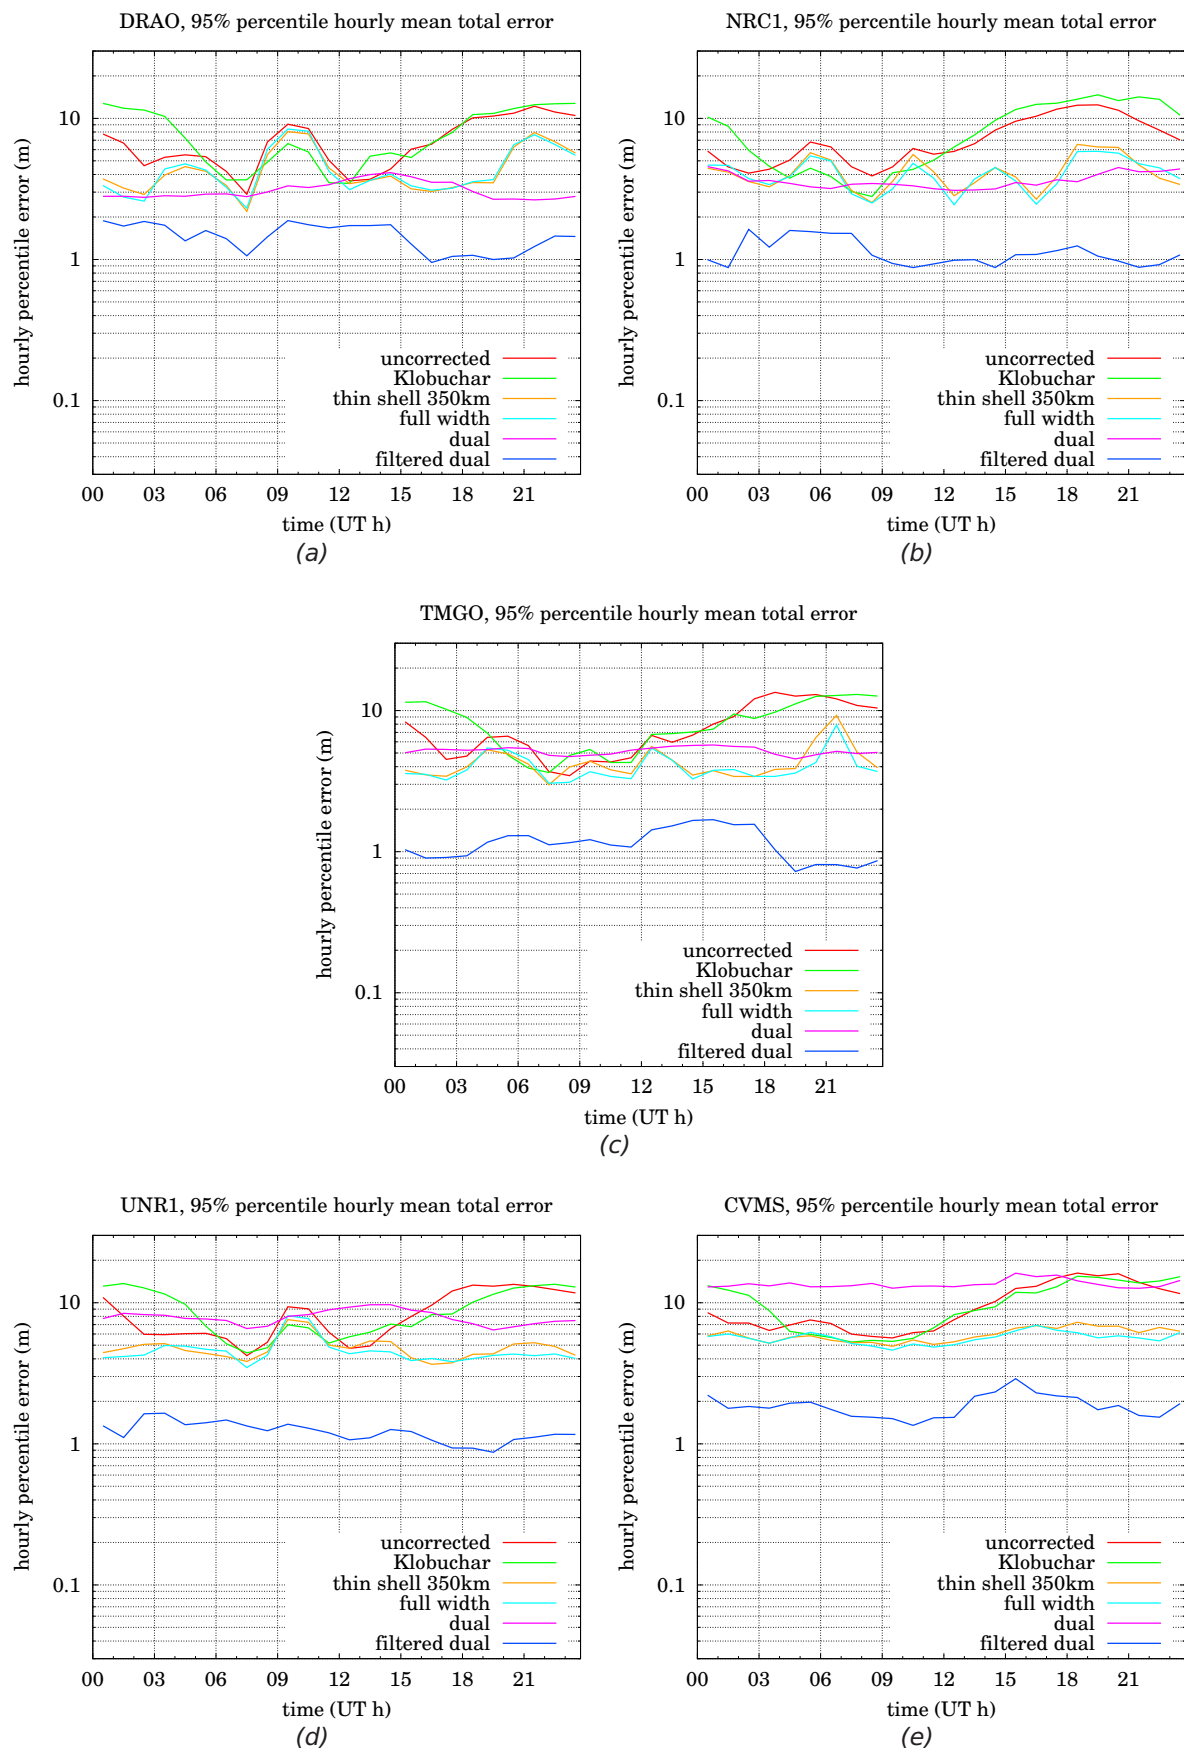 DRAO, 95% percentile hourly mean total error
hourly percentile error (m)
10
1
0.1
uncorrected
Klobuchar
thin shell 350km
full width
dual
filtered dual
00 03 06 09 12 15 18 21
time (UT h)
(a)
NRC1, 95% percentile hourly mean total error
hourly percentile error (m)
10
1
0.1
uncorrected
Klobuchar
thin shell 350km
full width
dual
filtered dual
00 03 06 09 12 15 18 21
time (UT h)
(b)
TMGO, 95% percentile hourly mean total error
hourly percentile error (m)
10
1
0.1
uncorrected
Klobuchar
thin shell 350km
full width
dual
filtered dual
00 03 06 09 12 15 18 21
time (UT h)
(c)
UNR1, 95% percentile hourly mean total error
hourly percentile error (m)
10
1
0.1
uncorrected
Klobuchar
thin shell 350km
full width
dual
filtered dual
00 03 06 09 12 15 18 21
time (UT h)
(d)
CVMS, 95% percentile hourly mean total error
hourly percentile error (m)
10
1
0.1
uncorrected
Klobuchar
thin shell 350km
full width
dual
filtered dual
00 03 06 09 12 15 18 21
time (UT h)
(e)